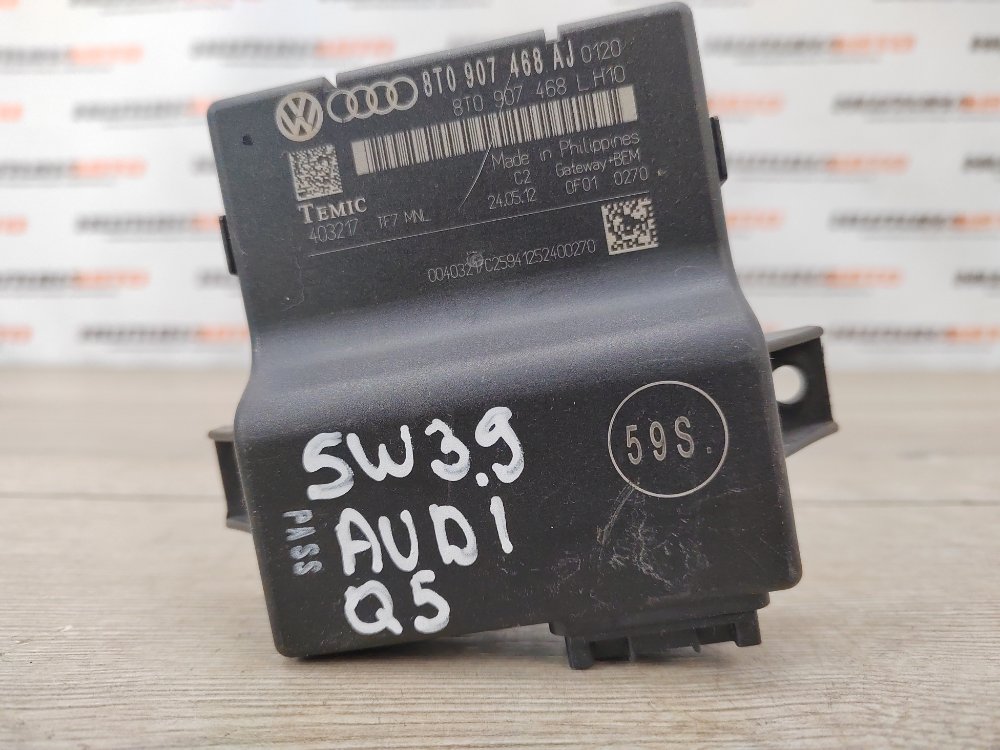 8T0 907 468 AJ 0120
8T0 907 468 L H10
Made in Philippines
C2 Gateway+BEM
24.05.12 0F01 0270
TEMIC
403217 TF7 MNL
00403217C25941252400270
59S.
SW3.9
PASS
AUDI
Q5